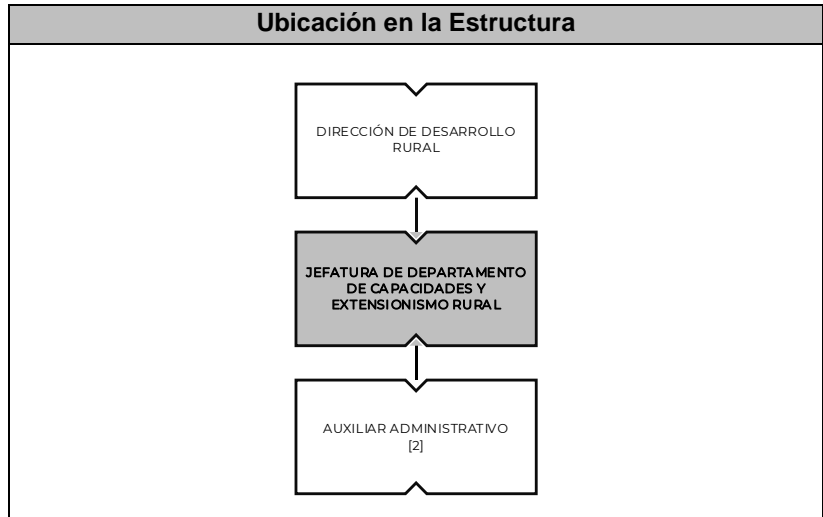 Ubicación en la Estructura
DIRECCIÓN DE DESARROLLO
RURAL
JEFATURA DE DEPARTAMENTO
DE CAPACIDADES Y
EXTENSIONISMO RURAL
AUXILIAR ADMINISTRATIVO
[2]